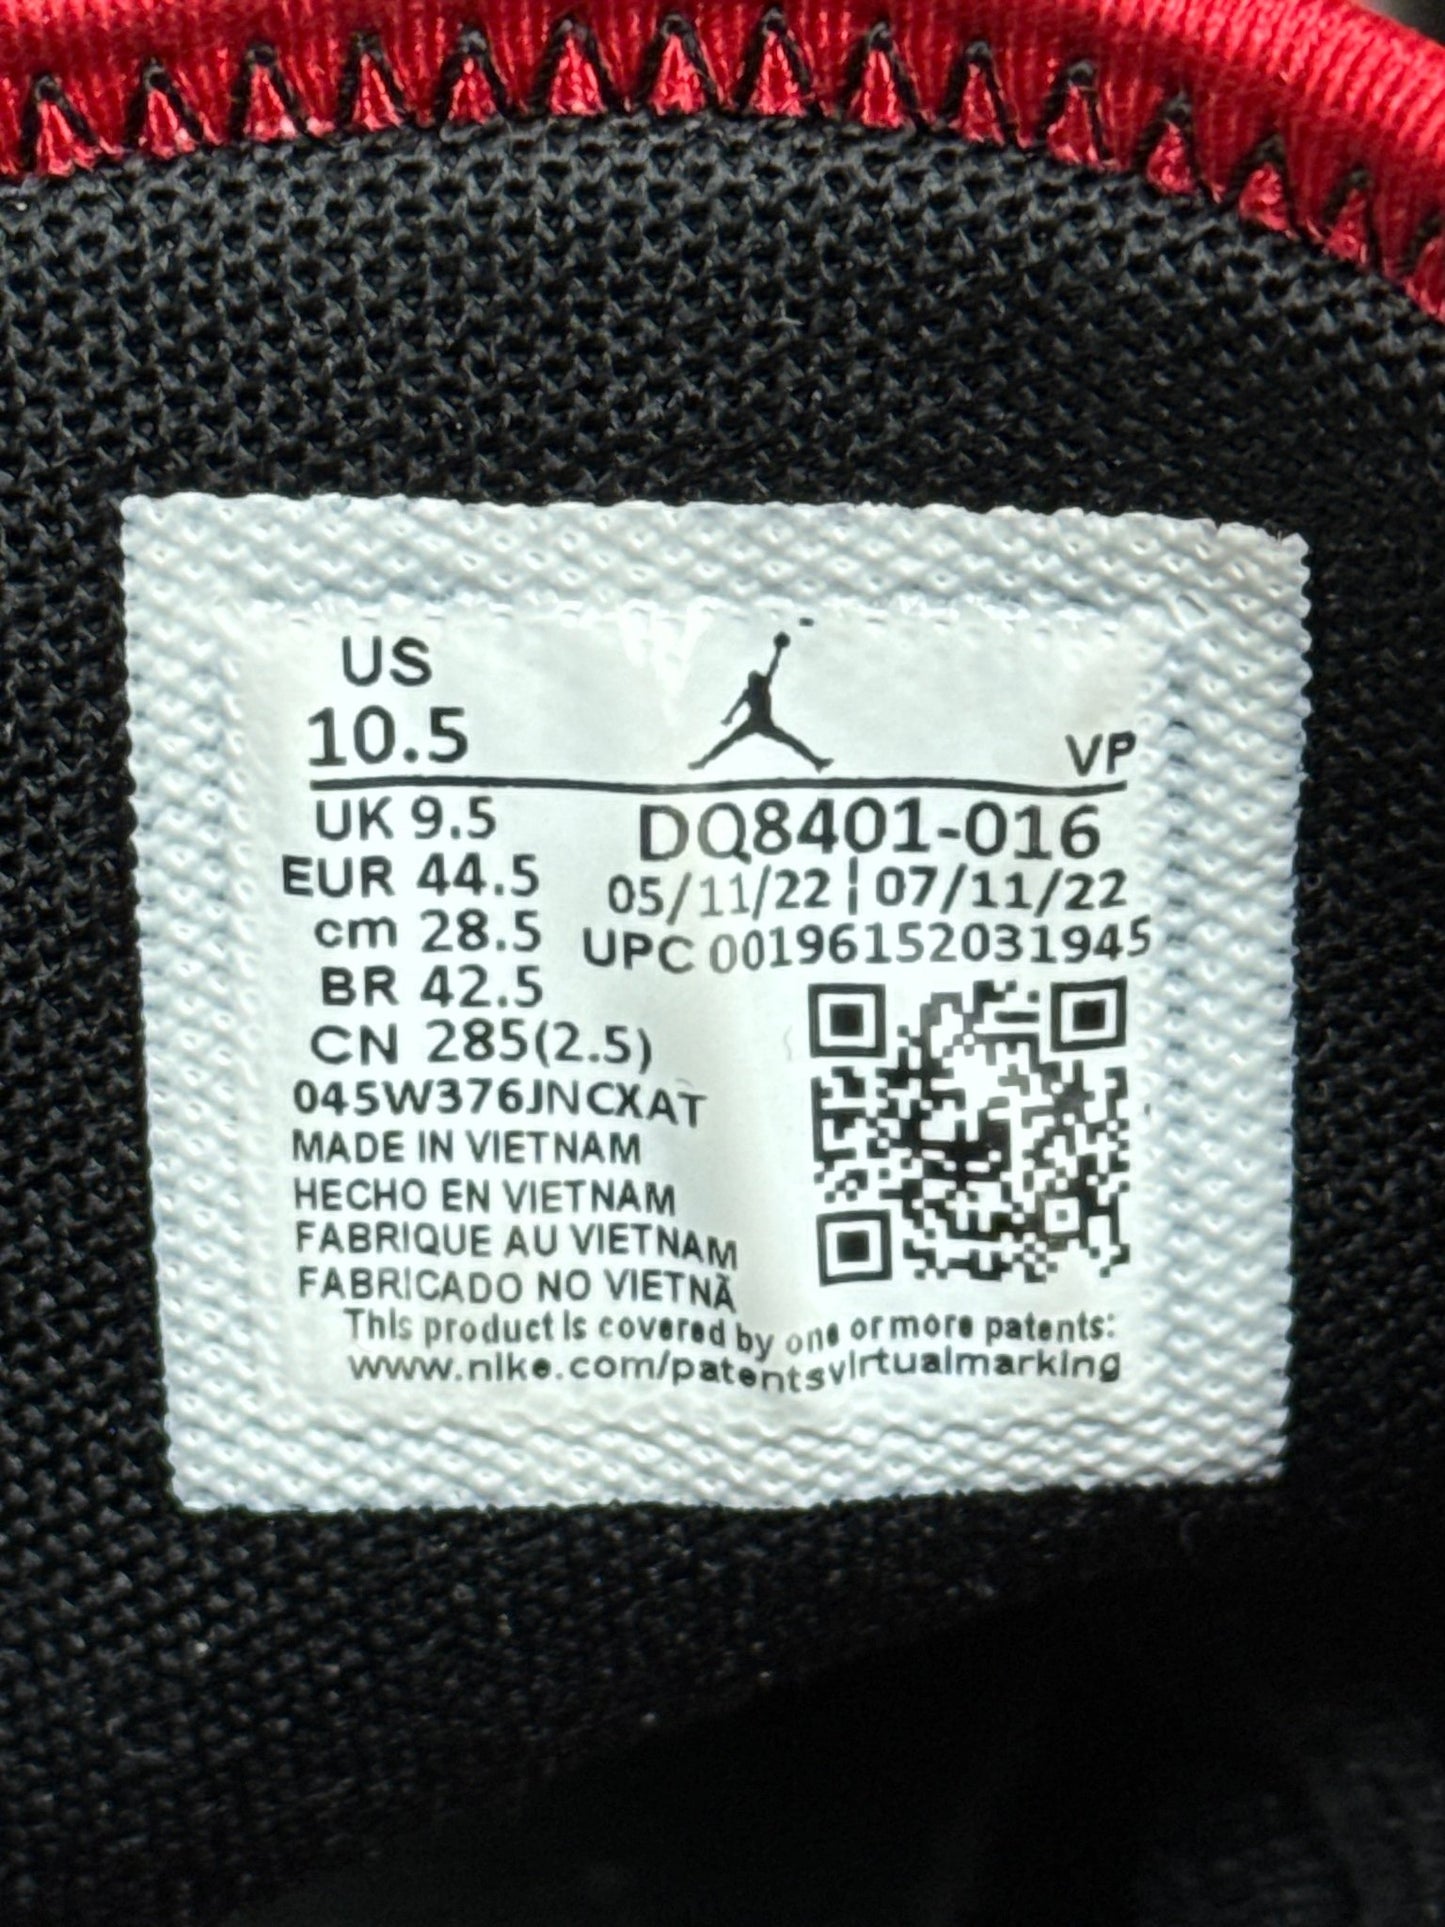 US
10.5
VP
UK 9.5
EUR 44.5
cm 28.5
BR 42.5
CN 285(2.5)
DQ8401-016
05/11/22 ¦ 07/11/22
UPC 00196152031945
045W376JNCXAT
MADE IN VIETNAM
HECHO EN VIETNAM
FABRIQUE AU VIETNAM
FABRICADO NO VIETNÃ
This product is covered by one or more patents:
www.nike.com/patentsvirtualmarking